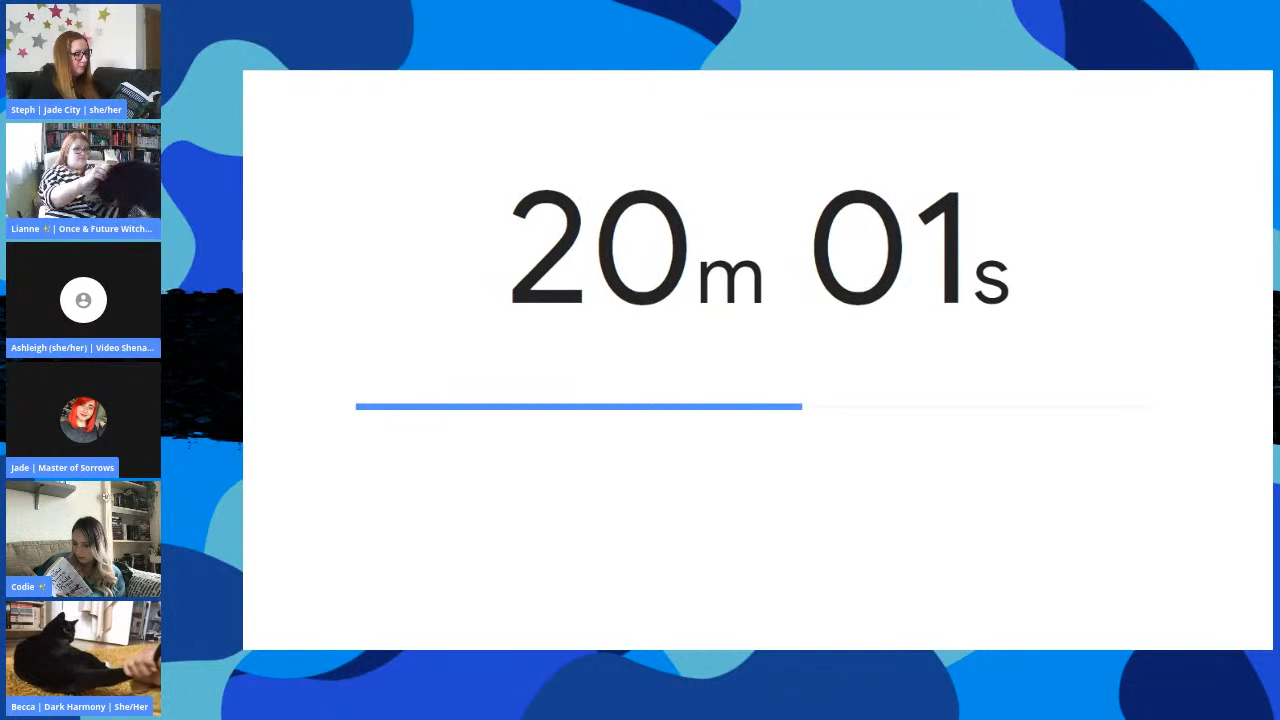 Steph | Jade City | she/her
Lianne ✨ | Once & Future Witch...
Ashleigh (she/her) | Video Shena...
Jade | Master of Sorrows
Codie ✨
Becca | Dark Harmony | She/Her
20m 01s